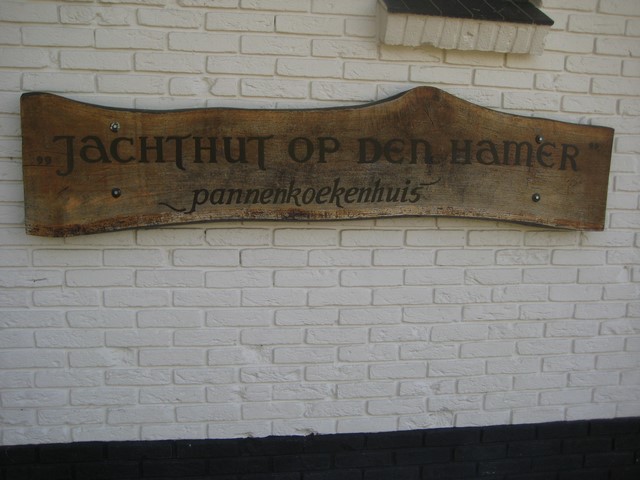 „Jachthut op den Hamer"
~pannenkoekenhuis~